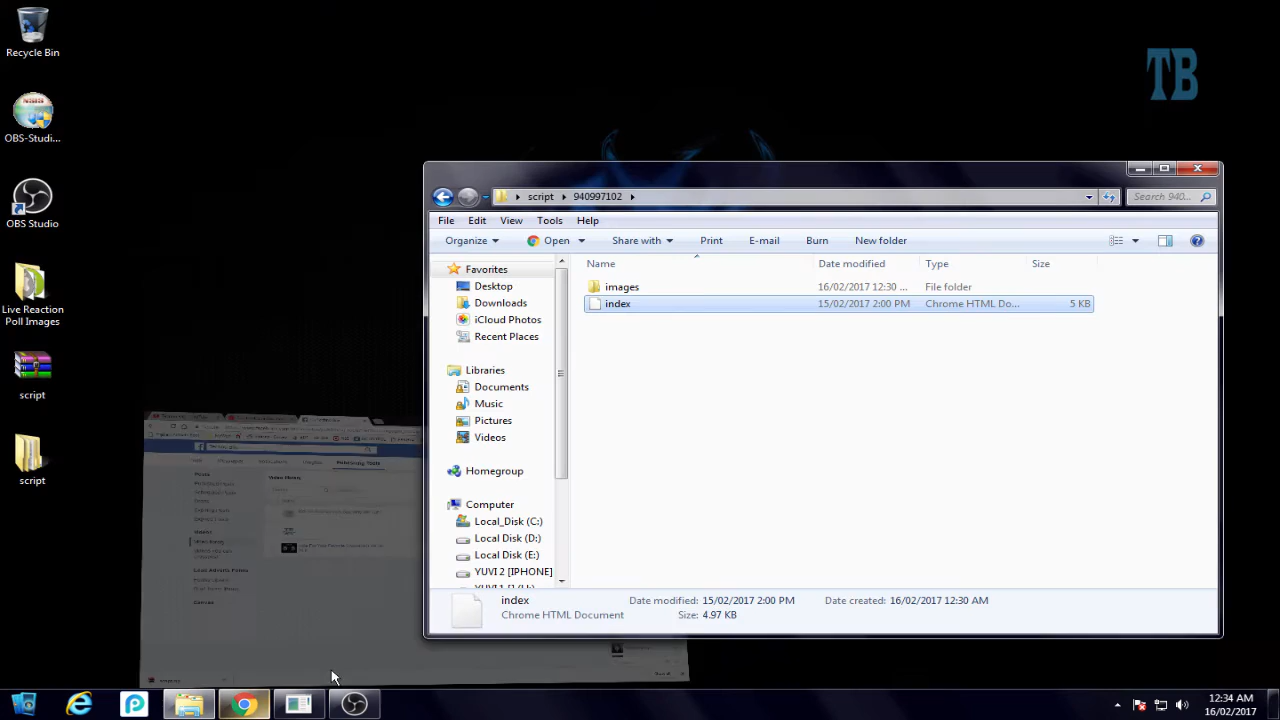 Recycle Bin
OBS-Studi...
OBS Studio
Live Reaction
Poll Images
script
script
TB
script
940997102
Search 940...
File Edit View Tools Help
Organize Open Share with Print E-mail Burn New folder
Name Date modified Type Size
Favorites
Desktop
Downloads
iCloud Photos
Recent Places
Libraries
Documents
Music
Pictures
Videos
Homegroup
Computer
Local_Disk (C:)
Local Disk (D:)
Local Disk (E:)
YUVI 2 [IPHONE]
images 16/02/2017 12:30 ... File folder
index 15/02/2017 2:00 PM Chrome HTML Do... 5 KB
index Date modified: 15/02/2017 2:00 PM Date created: 16/02/2017 12:30 AM
Chrome HTML Document Size: 4.97 KB
Video library
12:34 AM
16/02/2017